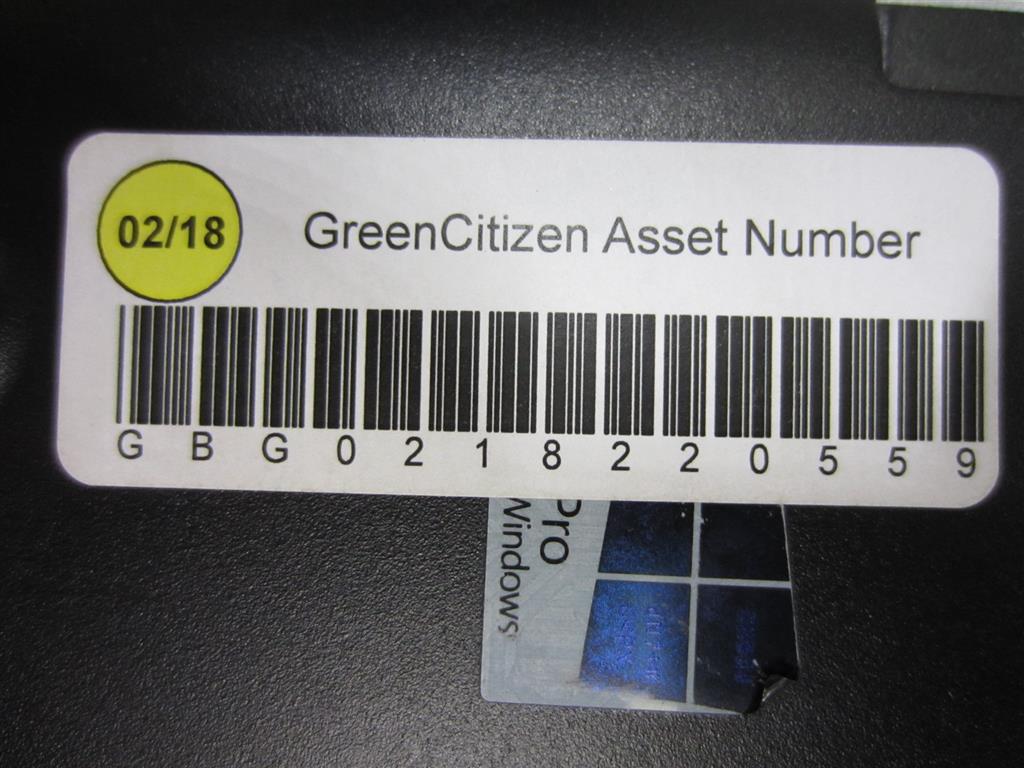 02/18
GreenCitizen Asset Number
G B G 0 2 1 8 2 2 0 5 5 9
Pro
Windows